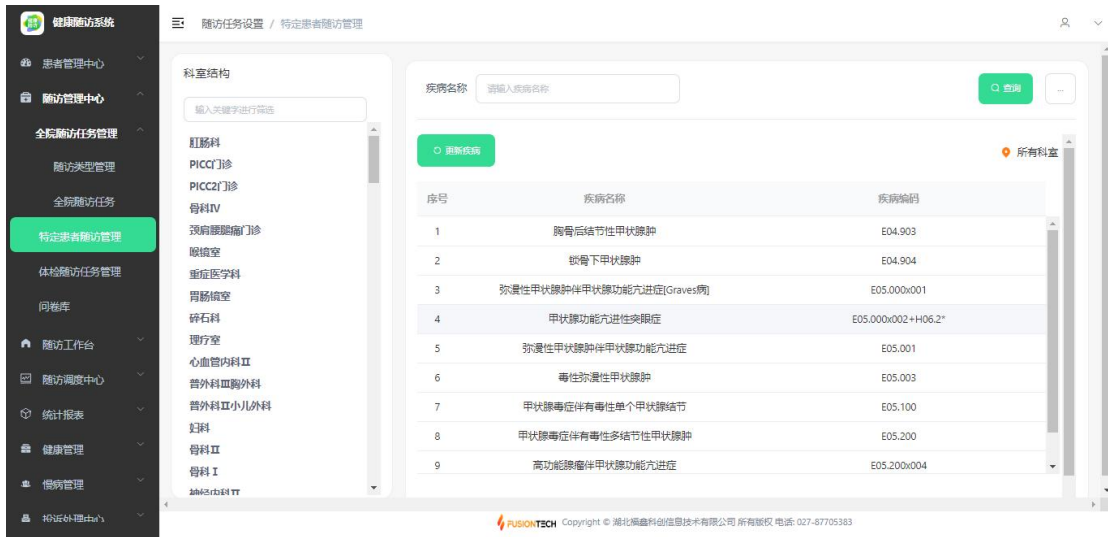 健康随访系统
随访任务设置 / 特定患者随访管理
患者管理中心
随访管理中心
全院随访任务管理
随访类型管理
全院随访任务
特定患者随访管理
体检随访任务管理
问卷库
随访工作台
随访调度中心
统计报表
健康管理
慢病管理
投诉处理中心
科室结构
输入关键字进行筛选
肛肠科
PICC门诊
PICC2门诊
骨科IV
颈肩腰腿痛门诊
喉镜室
重症医学科
胃肠镜室
碎石科
理疗室
心血管内科Ⅱ
普外科Ⅲ胸外科
普外科Ⅱ小儿外科
妇科
骨科Ⅱ
骨科Ⅰ
神经内科Ⅱ
疾病名称 请输入疾病名称 查询 ...
更新疾病 所有科室
序号 疾病名称 疾病编码
1 胸骨后结节性甲状腺肿 E04.903
2 锁骨下甲状腺肿 E04.904
3 弥漫性甲状腺肿伴甲状腺功能亢进症[Graves病] E05.000x001
4 甲状腺功能亢进性突眼症 E05.000x002+H06.2*
5 弥漫性甲状腺肿伴甲状腺功能亢进症 E05.001
6 毒性弥漫性甲状腺肿 E05.003
7 甲状腺毒症伴有毒性单个甲状腺结节 E05.100
8 甲状腺毒症伴有毒性多结节性甲状腺肿 E05.200
9 高功能腺瘤伴甲状腺功能亢进症 E05.200x004
FUSIONTECH Copyright © 湖北福鑫科创信息技术有限公司 所有版权 电话: 027-87705383